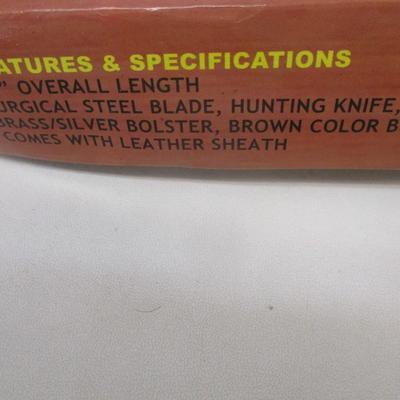 ATURES & SPECIFICATIONS
" OVERALL LENGTH
URGICAL STEEL BLADE, HUNTING KNIFE,
BRASS/SILVER BOLSTER, BROWN COLOR B
COMES WITH LEATHER SHEATH